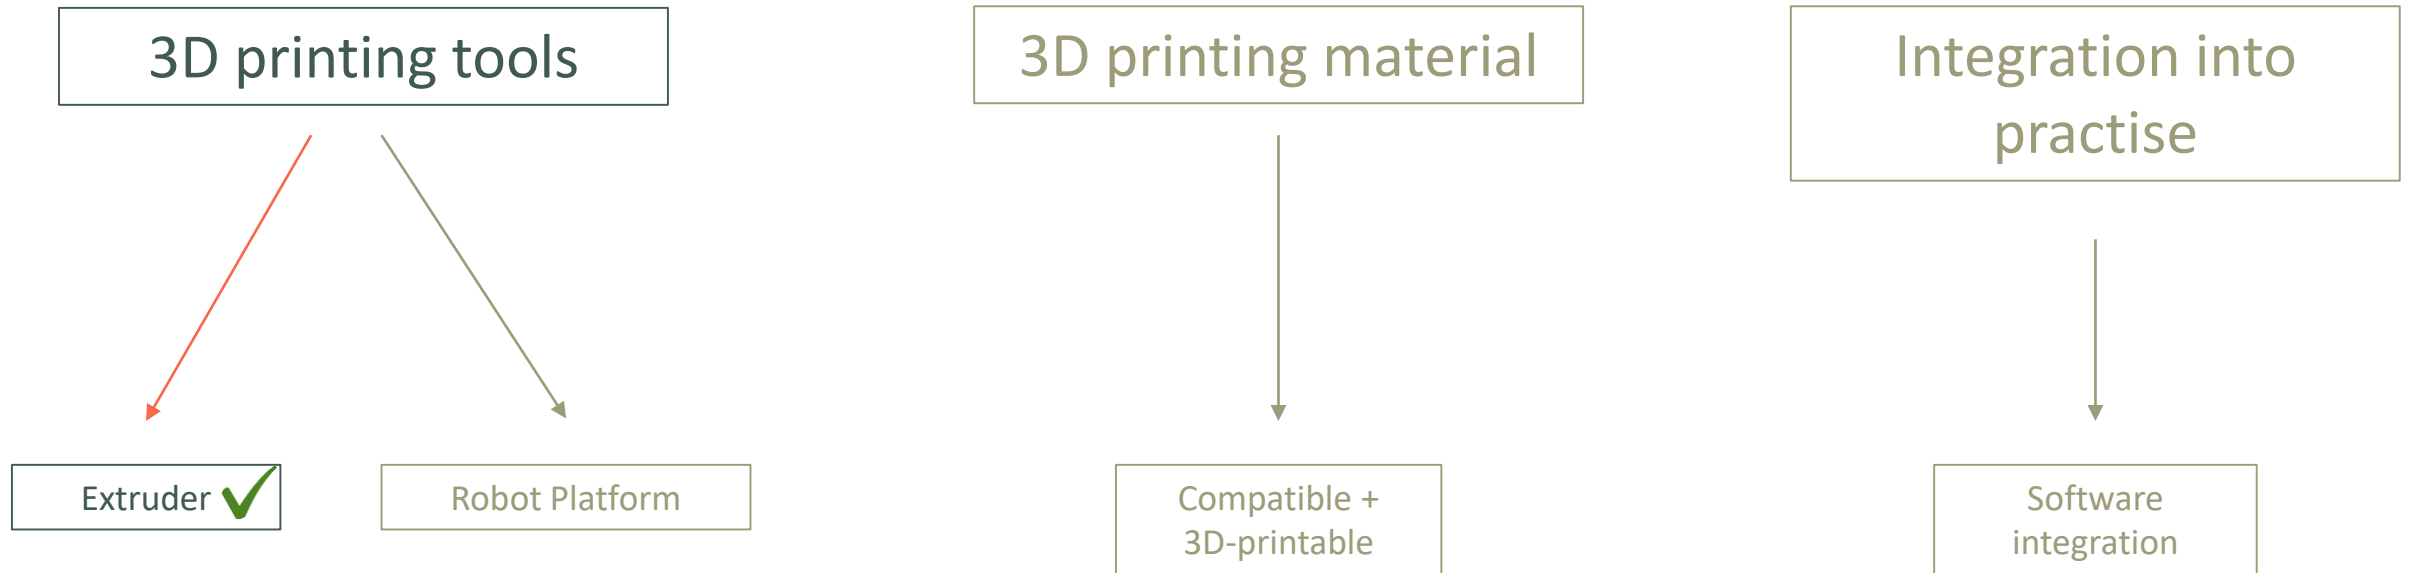 3D printing tools
3D printing material
Integration into
practise
Extruder
Robot Platform
Compatible +
3D-printable
Software
integration